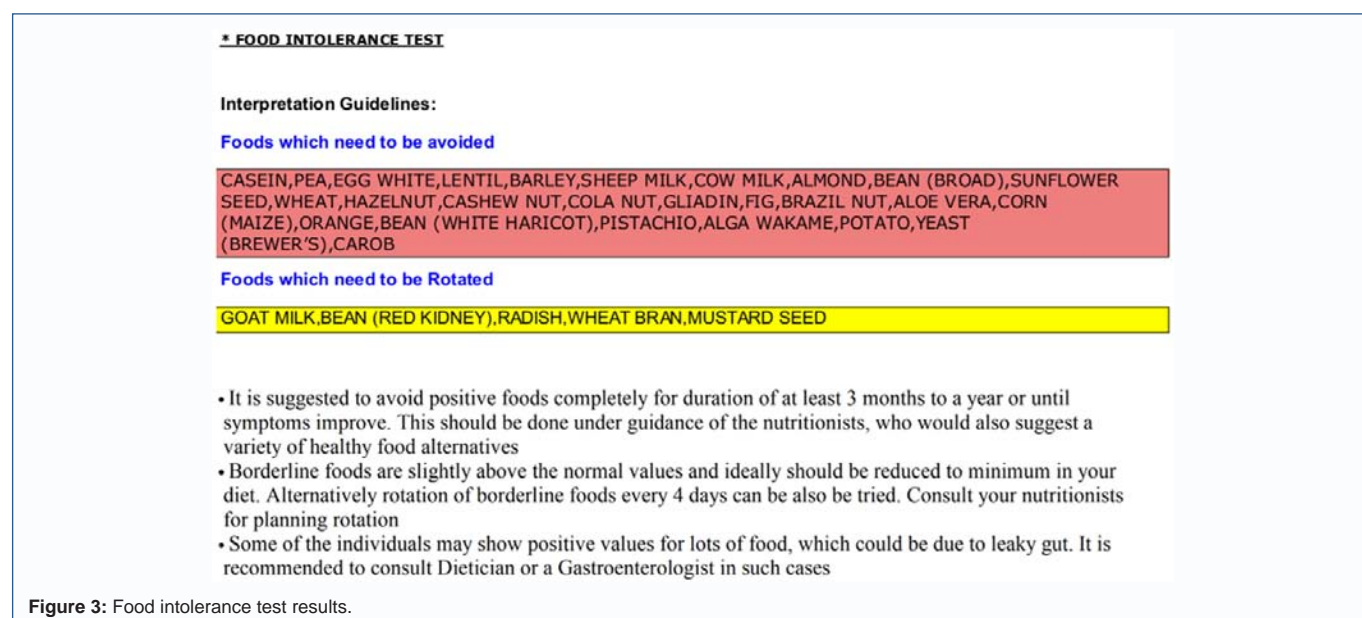 * FOOD INTOLERANCE TEST
Interpretation Guidelines:
Foods which need to be avoided
CASEIN,PEA,EGG WHITE,LENTIL,BARLEY,SHEEP MILK,COW MILK,ALMOND,BEAN (BROAD),SUNFLOWER
SEED,WHEAT,HAZELNUT,CASHEW NUT,COLA NUT,GLIADIN,FIG,BRAZIL NUT,ALOE VERA,CORN
(MAIZE),ORANGE,BEAN (WHITE HARICOT),PISTACHIO,ALGA WAKAME,POTATO,YEAST
(BREWER'S),CAROB
Foods which need to be Rotated
GOAT MILK,BEAN (RED KIDNEY),RADISH,WHEAT BRAN,MUSTARD SEED
• It is suggested to avoid positive foods completely for duration of at least 3 months to a year or until
symptoms improve. This should be done under guidance of the nutritionists, who would also suggest a
variety of healthy food alternatives
• Borderline foods are slightly above the normal values and ideally should be reduced to minimum in your
diet. Alternatively rotation of borderline foods every 4 days can be also be tried. Consult your nutritionists
for planning rotation
• Some of the individuals may show positive values for lots of food, which could be due to leaky gut. It is
recommended to consult Dietician or a Gastroenterologist in such cases
Figure 3: Food intolerance test results.